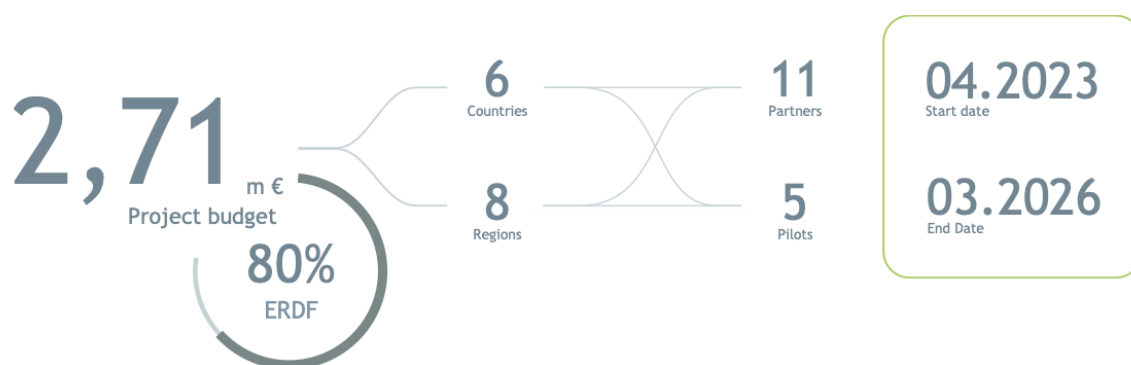 2,71 m €
Project budget
80%
ERDF
6
Countries
8
Regions
11
Partners
5
Pilots
04.2023
Start date
03.2026
End Date